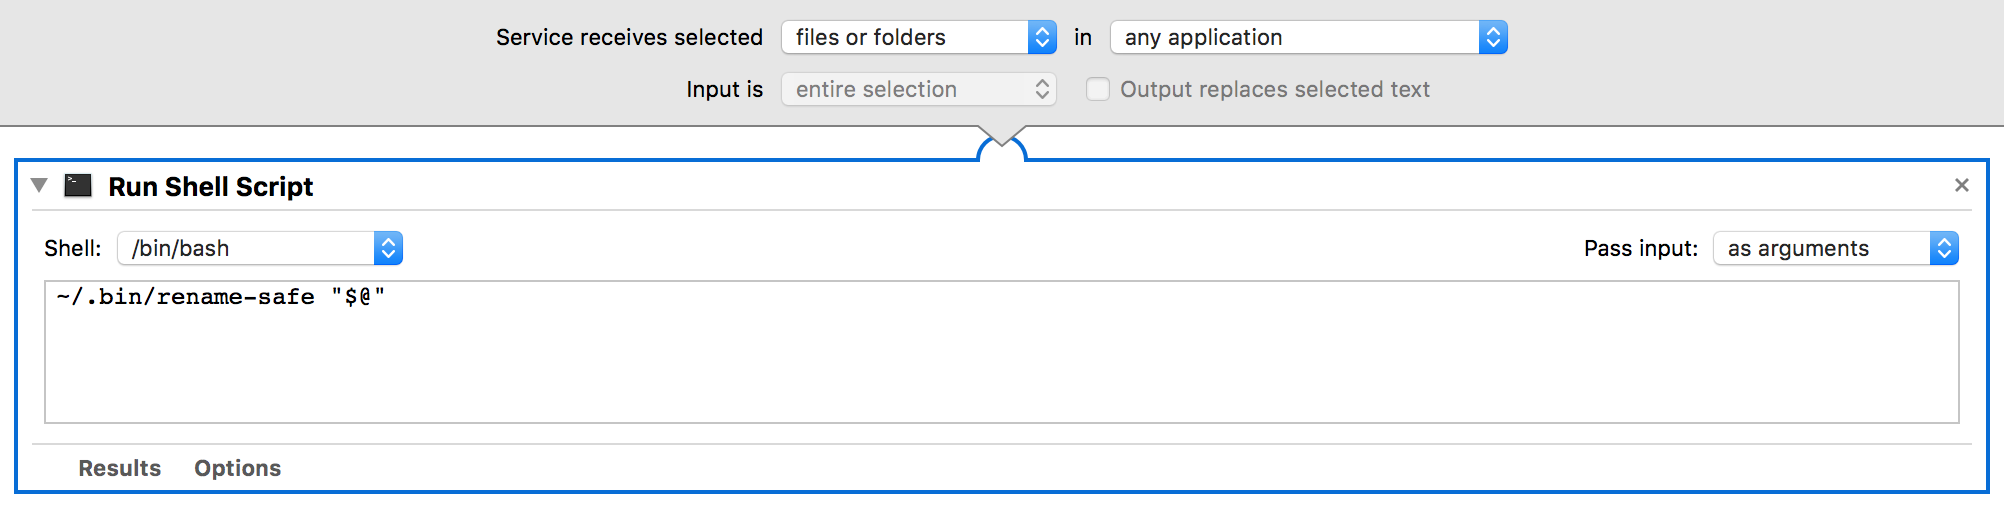 Service receives selected files or folders in any application
Input is entire selection Output replaces selected text
>_ Run Shell Script ×
Shell: /bin/bash Pass input: as arguments
~/.bin/rename-safe "$@"
Results Options